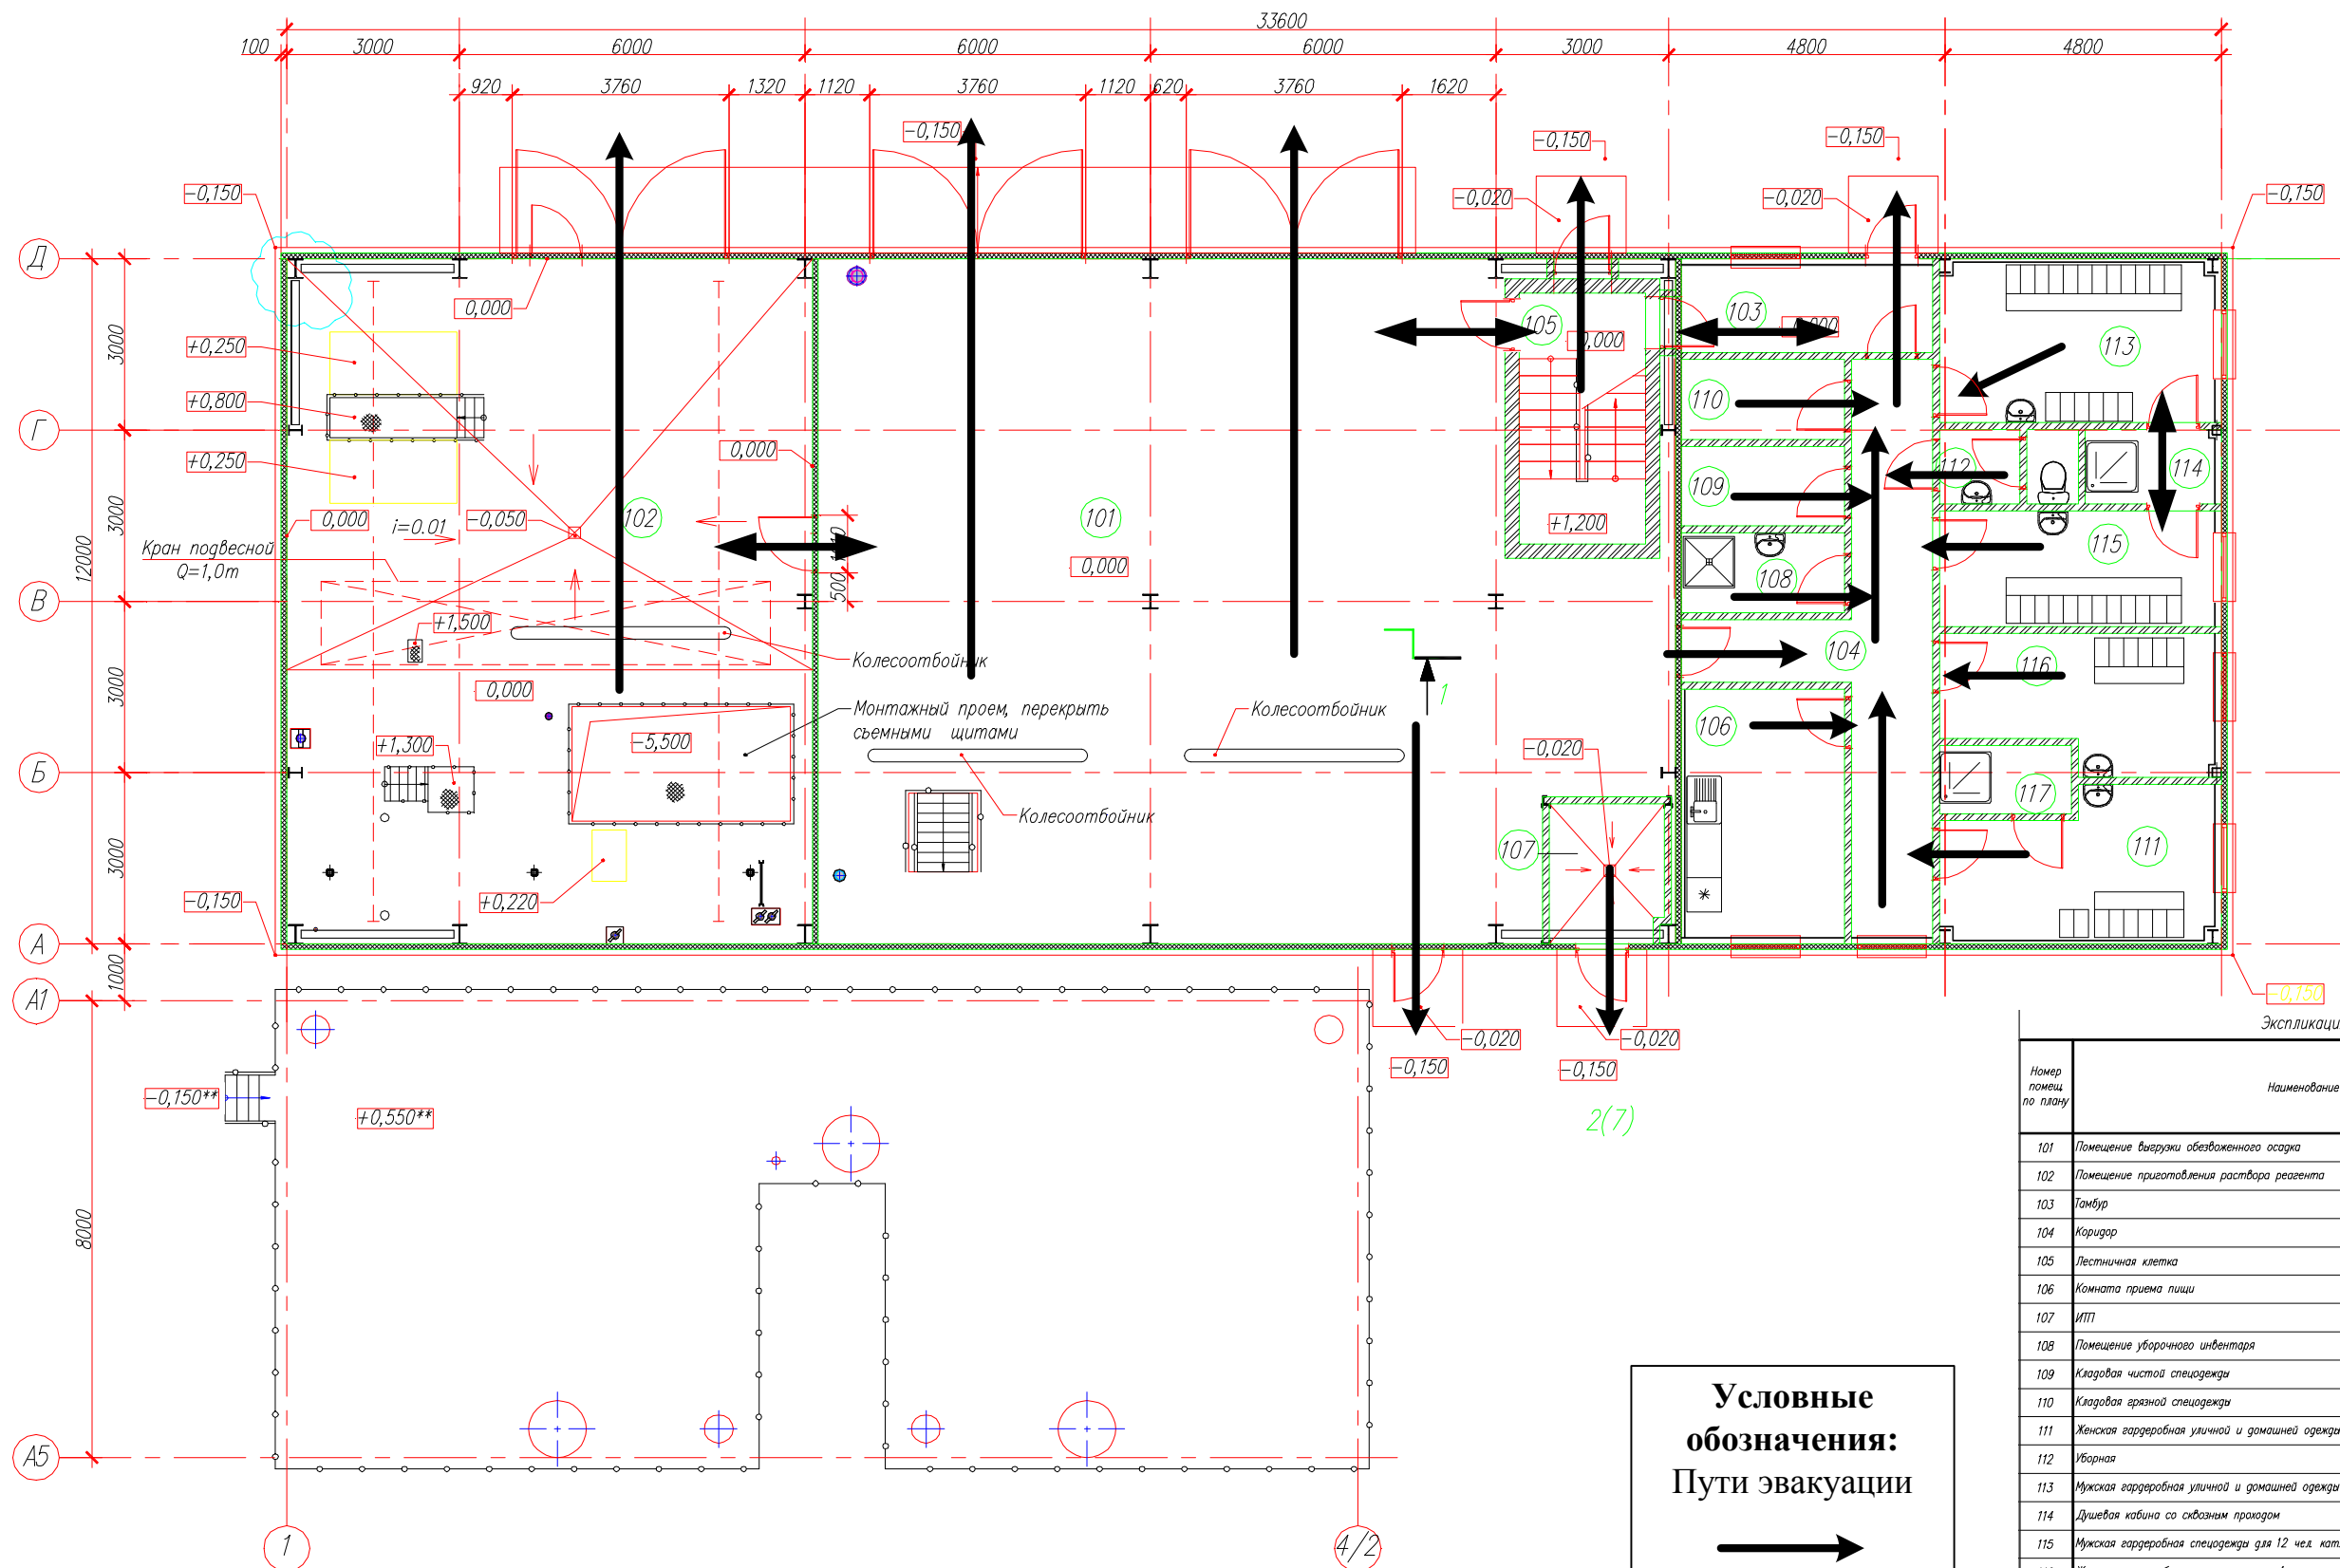 33600
100 3000 6000 6000 6000 3000 4800 4800
920 3760 1320 1120 3760 1120 620 3760 1620
-0,150
-0,150
-0,150
-0,150
-0,020
-0,020
-0,150
Д
0,000
103
105
0,000
0,000
3000
+0,250
113
+0,800
110
Г
0,000
+0,250
112
114
109
3000
0,000
i=0.01
-0,050
102
101
+1,200
115
12000
Кран подвесной
Q=1,0т
0,000
108
500
В
+1,500
104
Колесоотбойник
116
3000
0,000
1
Монтажный проем, перекрыть
съемными щитами
Колесоотбойник
106
+1,300
-5,500
-0,020
Б
117
Колесоотбойник
107
111
3000
-0,150
+0,220
А
1000
А1
-0,150
-0,020
-0,020
-0,150
-0,150
-0,150**
+0,550**
2(7)
8000
А5
1
4/2
Условные
обозначения:
Пути эвакуации
Экспликаци
Номер
помещ.
по плану
Наименование
101 Помещение выгрузки обезвоженного осадка
102 Помещение приготовления раствора реагента
103 Тамбур
104 Коридор
105 Лестничная клетка
106 Комната приема пищи
107 ИТП
108 Помещение уборочного инвентаря
109 Кладовая чистой спецодежды
110 Кладовая грязной спецодежды
111 Женская гардеробная уличной и домашней одежды
112 Уборная
113 Мужская гардеробная уличной и домашней одежды
114 Душевая кабина со сквозным проходом
115 Мужская гардеробная спецодежды для 12 чел. кат.